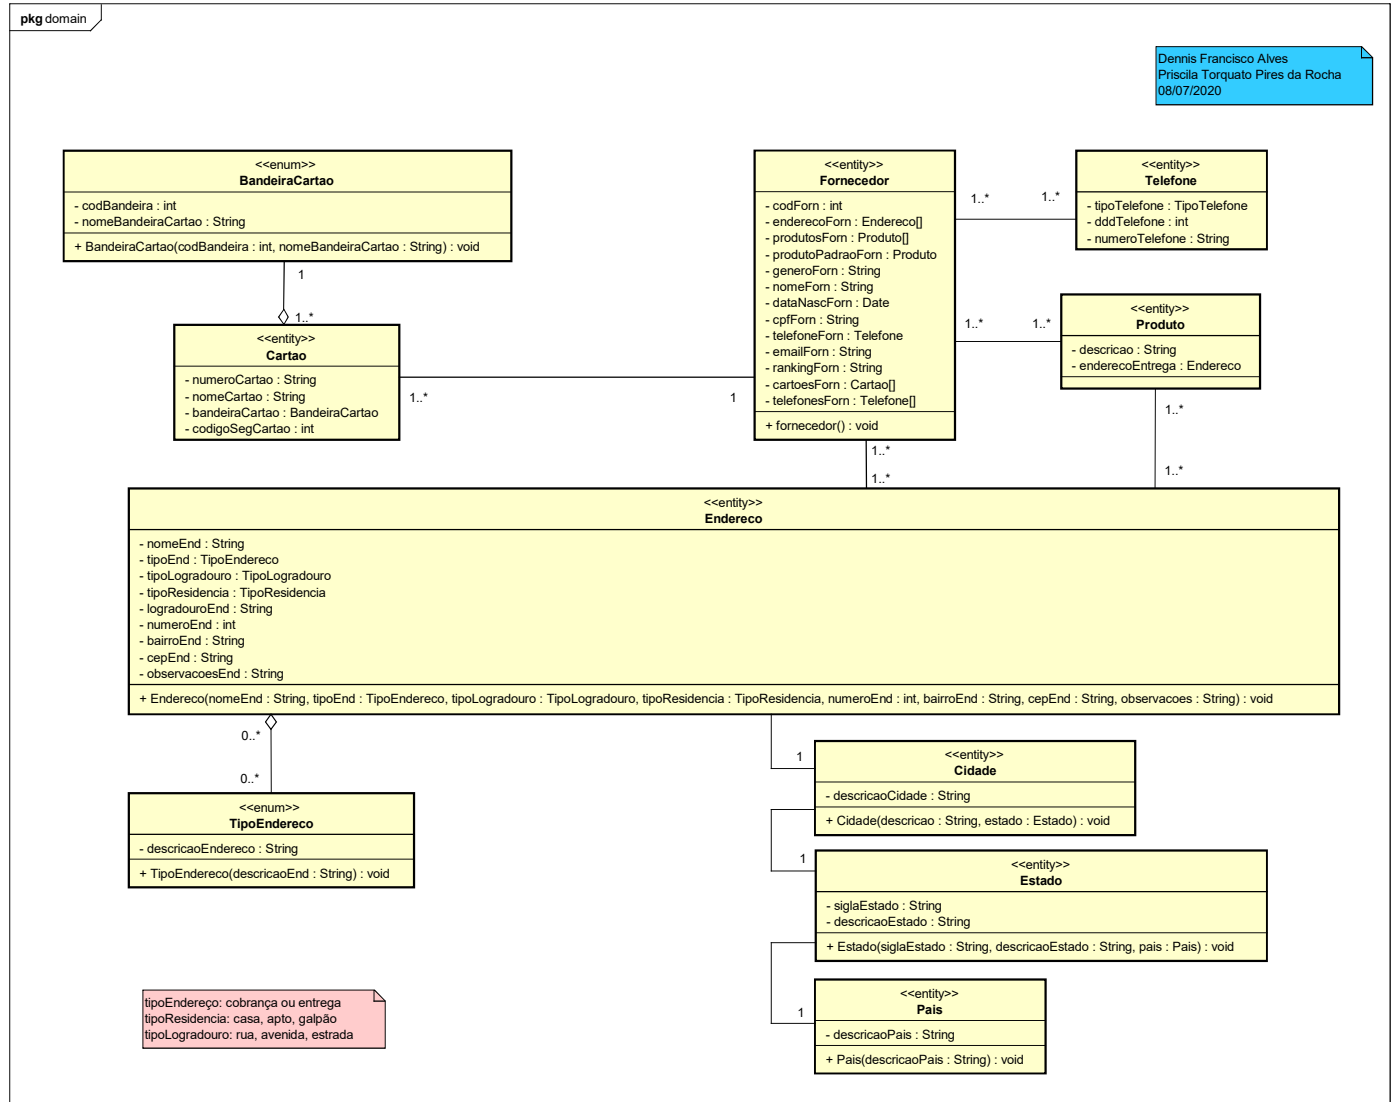 pkg domain
Dennis Francisco Alves
Priscila Torquato Pires da Rocha
08/07/2020
<<enum>>
BandeiraCartao
- codBandeira : int
- nomeBandeiraCartao : String
+ BandeiraCartao(codBandeira : int, nomeBandeiraCartao : String) : void
1
1..*
<<entity>>
Cartao
- numeroCartao : String
- nomeCartao : String
- bandeiraCartao : BandeiraCartao
- codigoSegCartao : int
1..*
1
<<entity>>
Fornecedor
- codForn : int
- enderecoForn : Endereco[]
- produtosForn : Produto[]
- produtoPadraoForn : Produto
- generoForn : String
- nomeForn : String
- dataNascForn : Date
- cpfForn : String
- telefoneForn : Telefone
- emailForn : String
- rankingForn : String
- cartoesForn : Cartao[]
- telefonesForn : Telefone[]
+ fornecedor() : void
1..*
1..*
<<entity>>
Telefone
- tipoTelefone : TipoTelefone
- dddTelefone : int
- numeroTelefone : String
1..*
1..*
<<entity>>
Produto
- descricao : String
- enderecoEntrega : Endereco
1..*
1..*
1..*
1..*
<<entity>>
Endereco
- nomeEnd : String
- tipoEnd : TipoEndereco
- tipoLogradouro : TipoLogradouro
- tipoResidencia : TipoResidencia
- logradouroEnd : String
- numeroEnd : int
- bairroEnd : String
- cepEnd : String
- observacoesEnd : String
+ Endereco(nomeEnd : String, tipoEnd : TipoEndereco, tipoLogradouro : TipoLogradouro, tipoResidencia : TipoResidencia, numeroEnd : int, bairroEnd : String, cepEnd : String, observacoes : String) : void
0..*
0..*
<<enum>>
TipoEndereco
- descricaoEndereco : String
+ TipoEndereco(descricaoEnd : String) : void
1
<<entity>>
Cidade
- descricaoCidade : String
+ Cidade(descricao : String, estado : Estado) : void
1
<<entity>>
Estado
- siglaEstado : String
- descricaoEstado : String
+ Estado(siglaEstado : String, descricaoEstado : String, pais : Pais) : void
1
<<entity>>
Pais
- descricaoPais : String
+ Pais(descricaoPais : String) : void
tipoEndereço: cobrança ou entrega
tipoResidencia: casa, apto, galpão
tipoLogradouro: rua, avenida, estrada